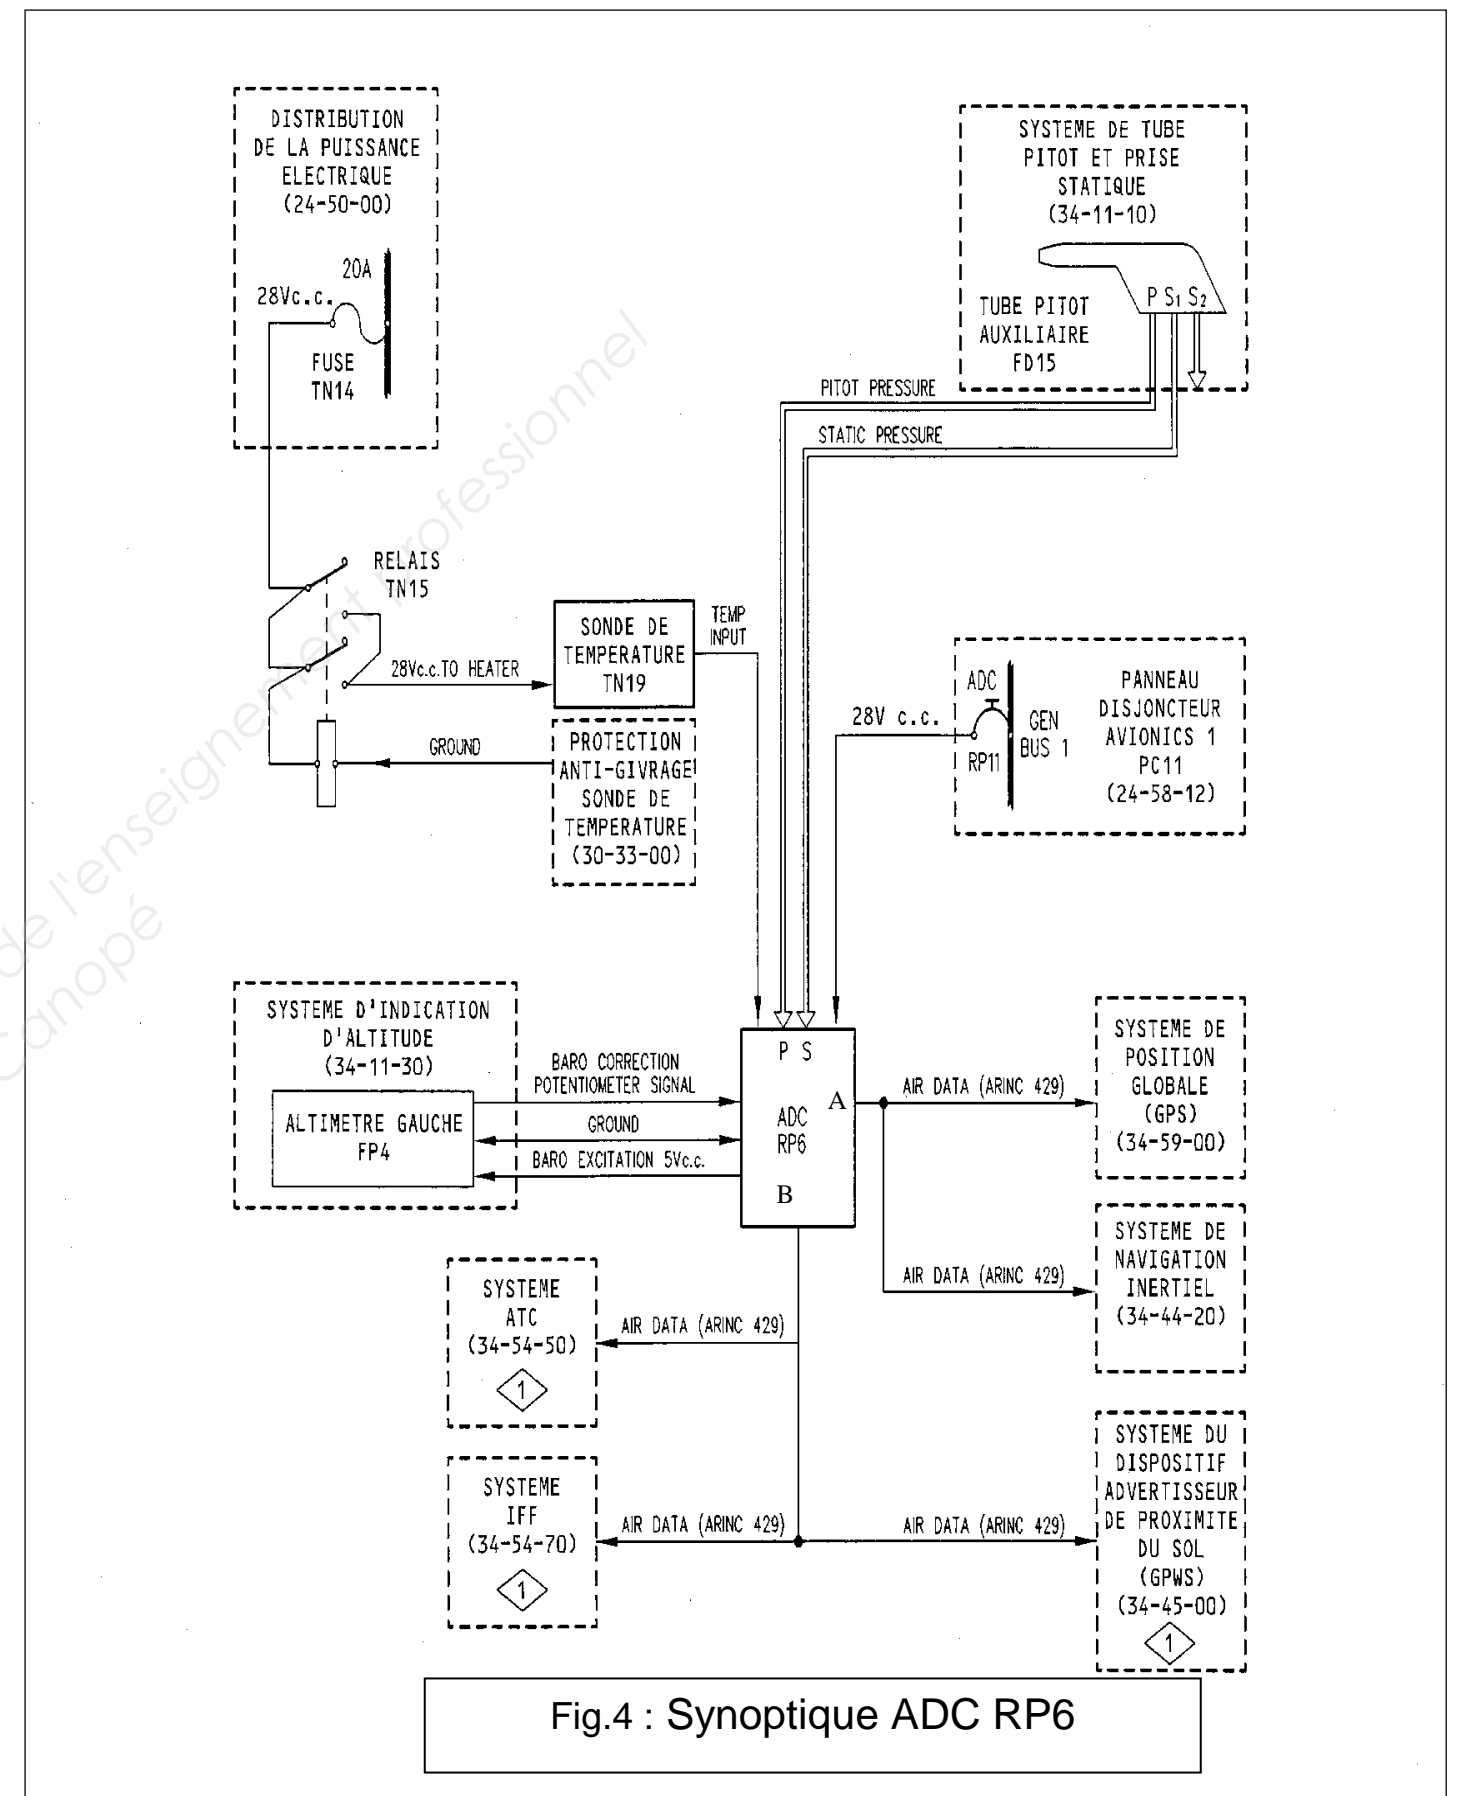 DISTRIBUTION
DE LA PUISSANCE
ELECTRIQUE
(24-50-00)
20A
28Vc.c.
FUSE
TN14
SYSTEME DE TUBE
PITOT ET PRISE
STATIQUE
(34-11-10)
P S1 S2
TUBE PITOT
AUXILIAIRE
FD15
PITOT PRESSURE
STATIC PRESSURE
RELAIS
TN15
28Vc.c.TO HEATER
SONDE DE
TEMPERATURE
TN19
TEMP
INPUT
GROUND
PROTECTION
ANTI-GIVRAGE
SONDE DE
TEMPERATURE
(30-33-00)
28V c.c.
ADC
RP11
GEN
BUS 1
PANNEAU
DISJONCTEUR
AVIONICS 1
PC11
(24-58-12)
SYSTEME D'INDICATION
D'ALTITUDE
(34-11-30)
ALTIMETRE GAUCHE
FP4
BARO CORRECTION
POTENTIOMETER SIGNAL
GROUND
BARO EXCITATION 5Vc.c.
P S
A
ADC
RP6
B
AIR DATA (ARINC 429)
SYSTEME DE
POSITION
GLOBALE
(GPS)
(34-59-00)
AIR DATA (ARINC 429)
SYSTEME DE
NAVIGATION
INERTIEL
(34-44-20)
SYSTEME
ATC
(34-54-50)
1
AIR DATA (ARINC 429)
SYSTEME
IFF
(34-54-70)
1
AIR DATA (ARINC 429)
AIR DATA (ARINC 429)
SYSTEME DU
DISPOSITIF
ADVERTISSEUR
DE PROXIMITE
DU SOL
(GPWS)
(34-45-00)
1
Fig.4 : Synoptique ADC RP6
de l'enseignement professionnel
Canopé